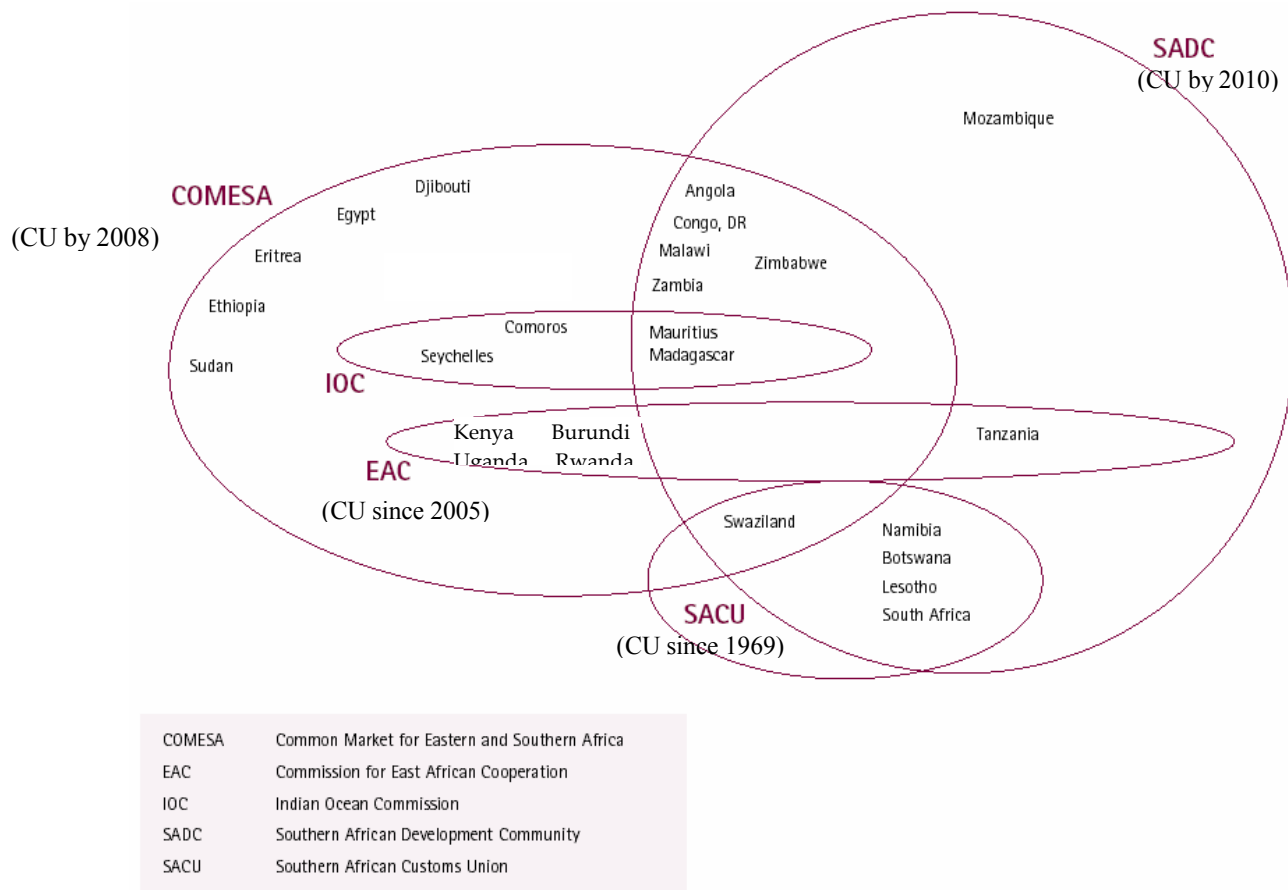 SADC
(CU by 2010)
Mozambique
COMESA
(CU by 2008)
Djibouti
Egypt
Eritrea
Ethiopia
Sudan
Angola
Congo, DR
Malawi
Zimbabwe
Zambia
Comoros
Seychelles
Mauritius
Madagascar
IOC
Kenya Burundi
Uganda Rwanda
Tanzania
EAC
(CU since 2005)
Swaziland
Namibia
Botswana
Lesotho
South Africa
SACU
(CU since 1969)
COMESA Common Market for Eastern and Southern Africa
EAC Commission for East African Cooperation
IOC Indian Ocean Commission
SADC Southern African Development Community
SACU Southern African Customs Union